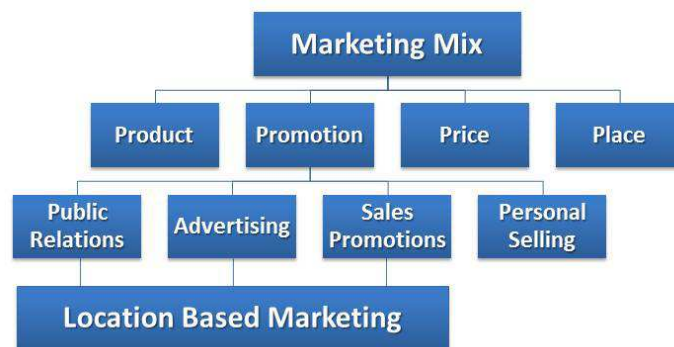 Marketing Mix
Product
Promotion
Price
Place
Public
Relations
Advertising
Sales
Promotions
Personal
Selling
Location Based Marketing